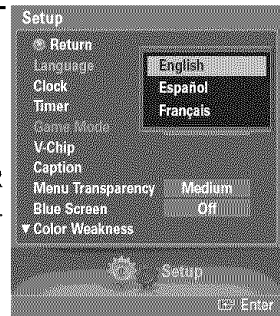 Setup
Return
Language
English
Clock
Español
Timer
Français
Game Mode
V-Chip
Caption
Menu Transparency Medium
Blue Screen Off
▼ Color Weakness
Setup
Enter